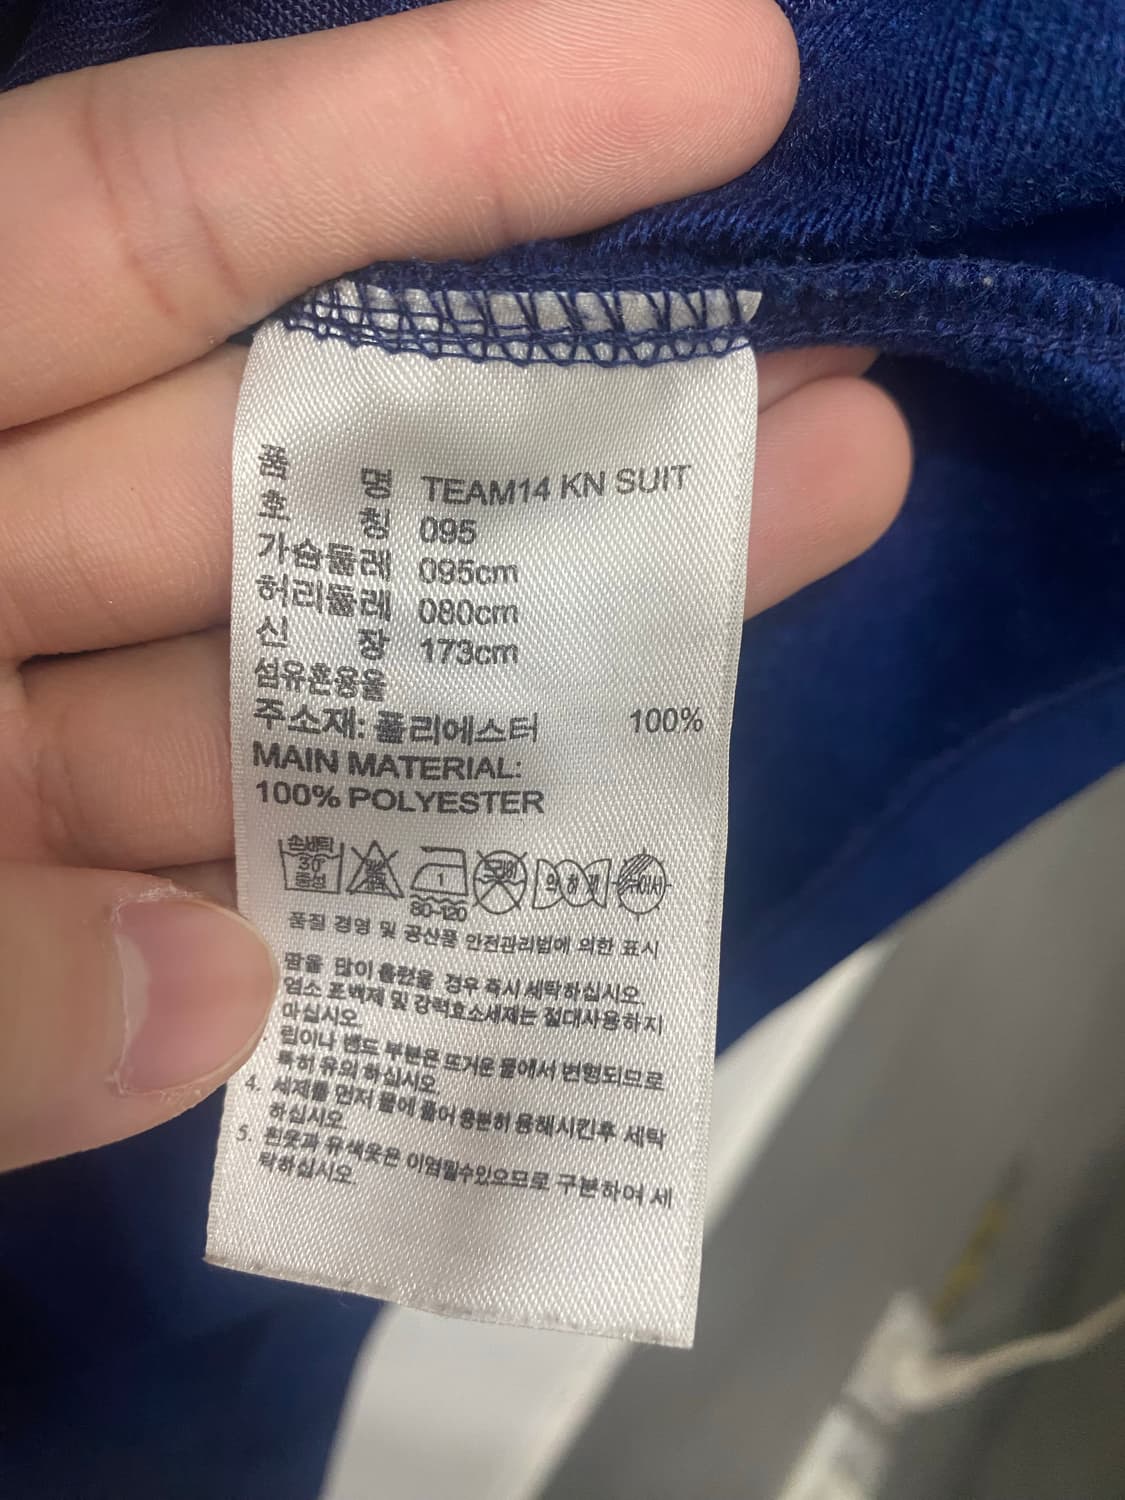 품 명 TEAM14 KN SUIT
호 칭 095
가슴둘레 095cm
허리둘레 080cm
신 장 173cm
섬유혼용율
주소재: 폴리에스터 100%
MAIN MATERIAL:
100% POLYESTER
손세탁
30
중성
80-120
품질 경영 및 공산품 안전관리법에 의한 표시
땀을 많이 흘렸을 경우 즉시 세탁하십시오
염소 표백제 및 강력효소세제는 절대사용하지
마십시오
립이나 밴드 부분은 뜨거운 물에서 변형되므로
특히 유의 하십시오
4. 세제를 먼저 물에 풀어 충분히 용해시킨후 세탁
하십시오
5. 흰옷과 유색옷은 이염될수있으므로 구분하여 세
탁하십시오.